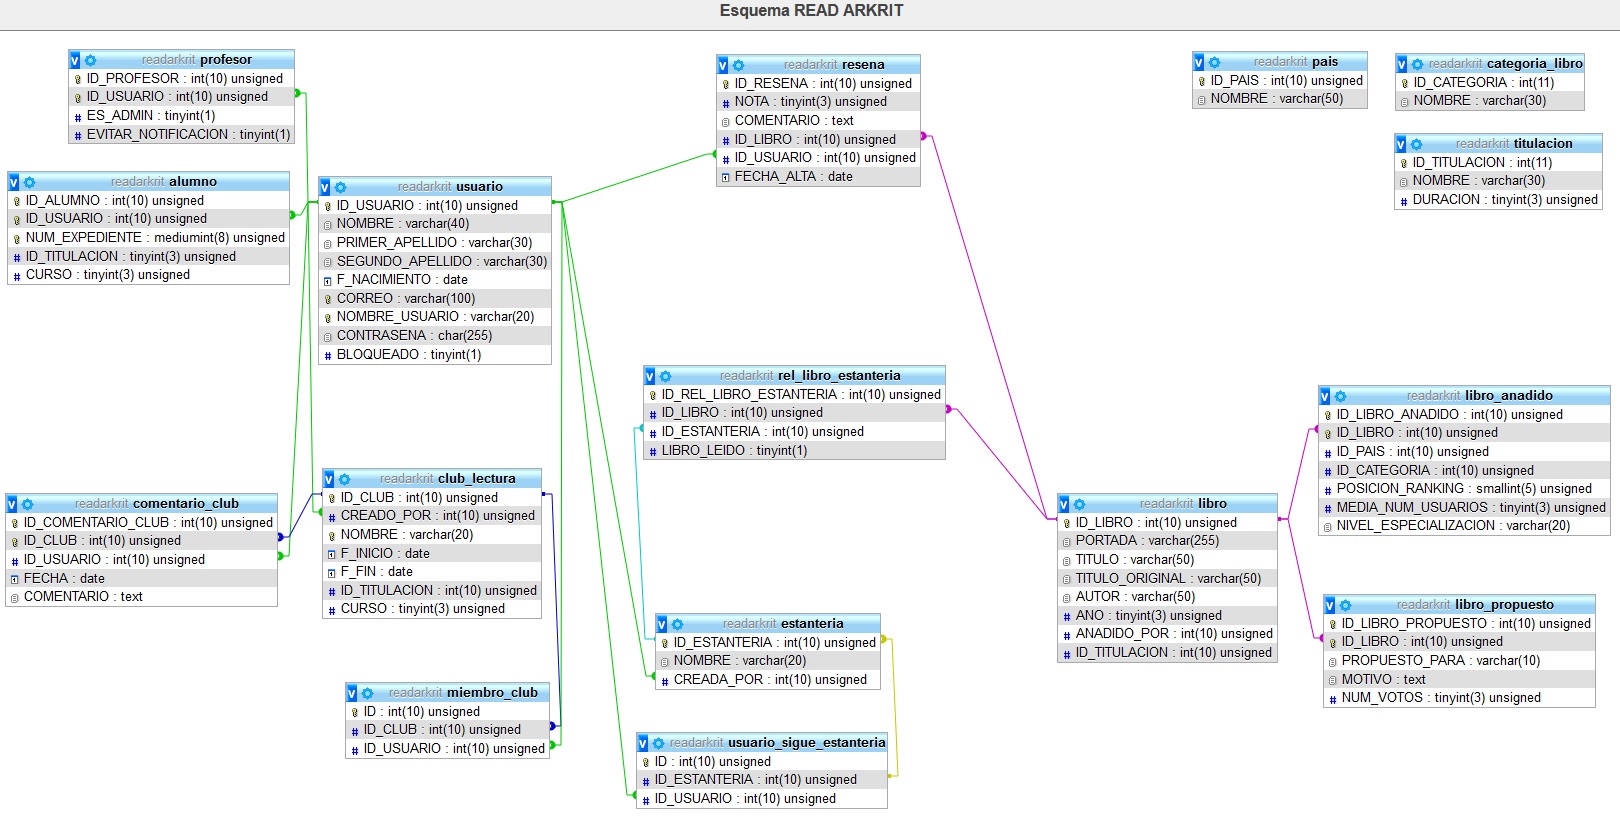 Esquema READ ARKRIT
readarkrit profesor
ID_PROFESOR : int(10) unsigned
ID_USUARIO : int(10) unsigned
ES_ADMIN : tinyint(1)
EVITAR_NOTIFICACION : tinyint(1)
readarkrit alumno
ID_ALUMNO : int(10) unsigned
ID_USUARIO : int(10) unsigned
NUM_EXPEDIENTE : mediumint(8) unsigned
ID_TITULACION : tinyint(3) unsigned
CURSO : tinyint(3) unsigned
readarkrit usuario
ID_USUARIO : int(10) unsigned
NOMBRE : varchar(40)
PRIMER_APELLIDO : varchar(30)
SEGUNDO_APELLIDO : varchar(30)
F_NACIMIENTO : date
CORREO : varchar(100)
NOMBRE_USUARIO : varchar(20)
CONTRASENA : char(255)
BLOQUEADO : tinyint(1)
readarkrit resena
ID_RESENA : int(10) unsigned
NOTA : tinyint(3) unsigned
COMENTARIO : text
ID_LIBRO : int(10) unsigned
ID_USUARIO : int(10) unsigned
FECHA_ALTA : date
readarkrit pais
ID_PAIS : int(10) unsigned
NOMBRE : varchar(50)
readarkrit categoria_libro
ID_CATEGORIA : int(11)
NOMBRE : varchar(30)
readarkrit titulacion
ID_TITULACION : int(11)
NOMBRE : varchar(30)
DURACION : tinyint(3) unsigned
readarkrit rel_libro_estanteria
ID_REL_LIBRO_ESTANTERIA : int(10) unsigned
ID_LIBRO : int(10) unsigned
ID_ESTANTERIA : int(10) unsigned
LIBRO_LEIDO : tinyint(1)
readarkrit libro_anadido
ID_LIBRO_ANADIDO : int(10) unsigned
ID_LIBRO : int(10) unsigned
ID_PAIS : int(10) unsigned
ID_CATEGORIA : int(10) unsigned
POSICION_RANKING : smallint(5) unsigned
MEDIA_NUM_USUARIOS : tinyint(3) unsigned
NIVEL_ESPECIALIZACION : varchar(20)
readarkrit comentario_club
ID_COMENTARIO_CLUB : int(10) unsigned
ID_CLUB : int(10) unsigned
ID_USUARIO : int(10) unsigned
FECHA : date
COMENTARIO : text
readarkrit club_lectura
ID_CLUB : int(10) unsigned
CREADO_POR : int(10) unsigned
NOMBRE : varchar(20)
F_INICIO : date
F_FIN : date
ID_TITULACION : int(10) unsigned
CURSO : tinyint(3) unsigned
readarkrit libro
ID_LIBRO : int(10) unsigned
PORTADA : varchar(255)
TITULO : varchar(50)
TITULO_ORIGINAL : varchar(50)
AUTOR : varchar(50)
ANO : tinyint(3) unsigned
ANADIDO_POR : int(10) unsigned
ID_TITULACION : int(10) unsigned
readarkrit libro_propuesto
ID_LIBRO_PROPUESTO : int(10) unsigned
ID_LIBRO : int(10) unsigned
PROPUESTO_PARA : varchar(10)
MOTIVO : text
NUM_VOTOS : tinyint(3) unsigned
readarkrit estanteria
ID_ESTANTERIA : int(10) unsigned
NOMBRE : varchar(20)
CREADA_POR : int(10) unsigned
readarkrit miembro_club
ID : int(10) unsigned
ID_CLUB : int(10) unsigned
ID_USUARIO : int(10) unsigned
readarkrit usuario_sigue_estanteria
ID : int(10) unsigned
ID_ESTANTERIA : int(10) unsigned
ID_USUARIO : int(10) unsigned